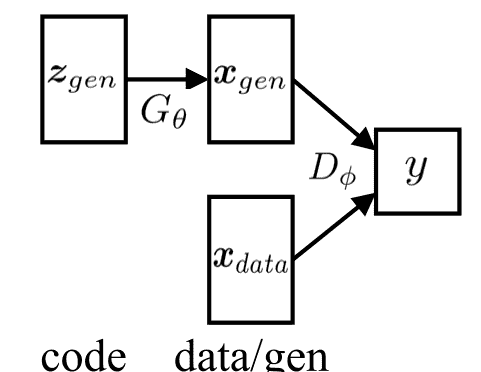 z_gen
G_θ
x_gen
D_ϕ
y
x_data
code data/gen